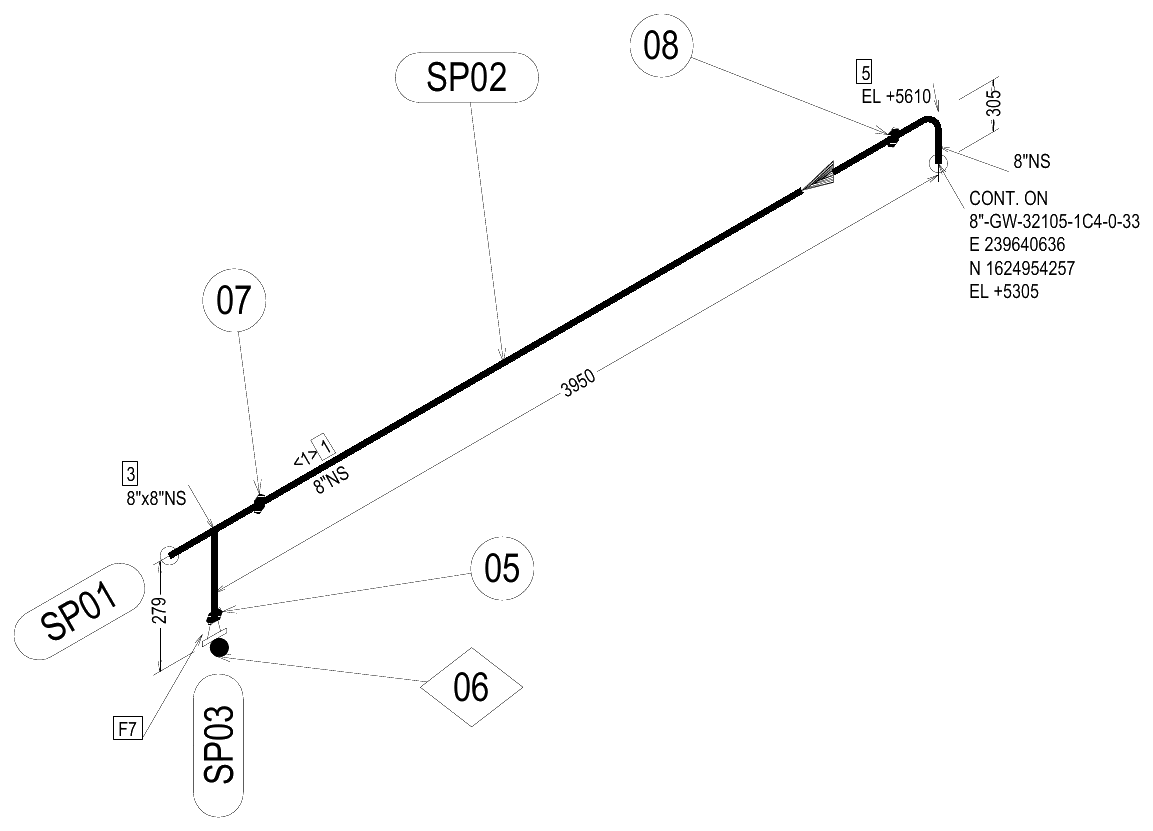 08
SP02
5
EL +5610
305
8"NS
CONT. ON
8"-GW-32105-1C4-0-33
E 239640636
N 1624954257
EL +5305
07
3950
<1> 1
8"NS
3
8"x8"NS
05
SP01
279
06
F7
SP03